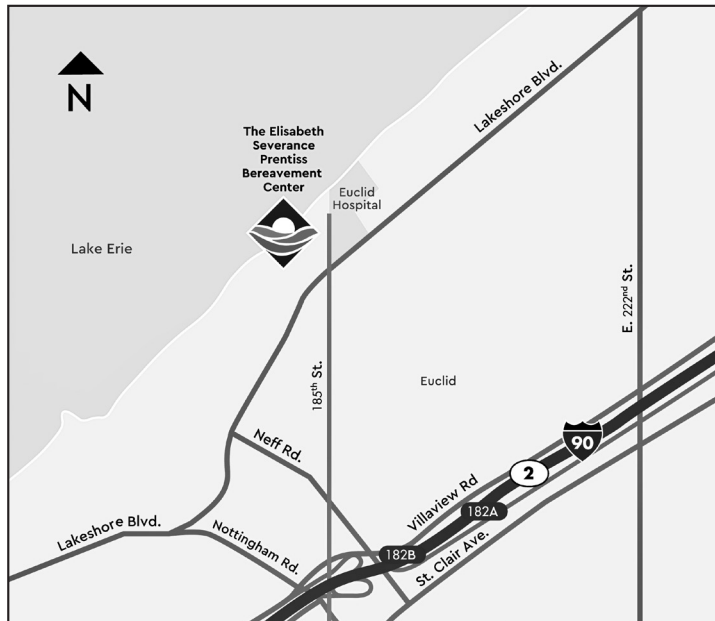 N
Lakeshore Blvd.
The Elisabeth
Severance
Prentiss
Bereavement
Center
Euclid
Hospital
Lake Erie
E. 222nd St.
185th St.
Euclid
Neff Rd.
90
2
Villaview Rd
182A
Lakeshore Blvd.
Nottingham Rd.
182B
St. Clair Ave.